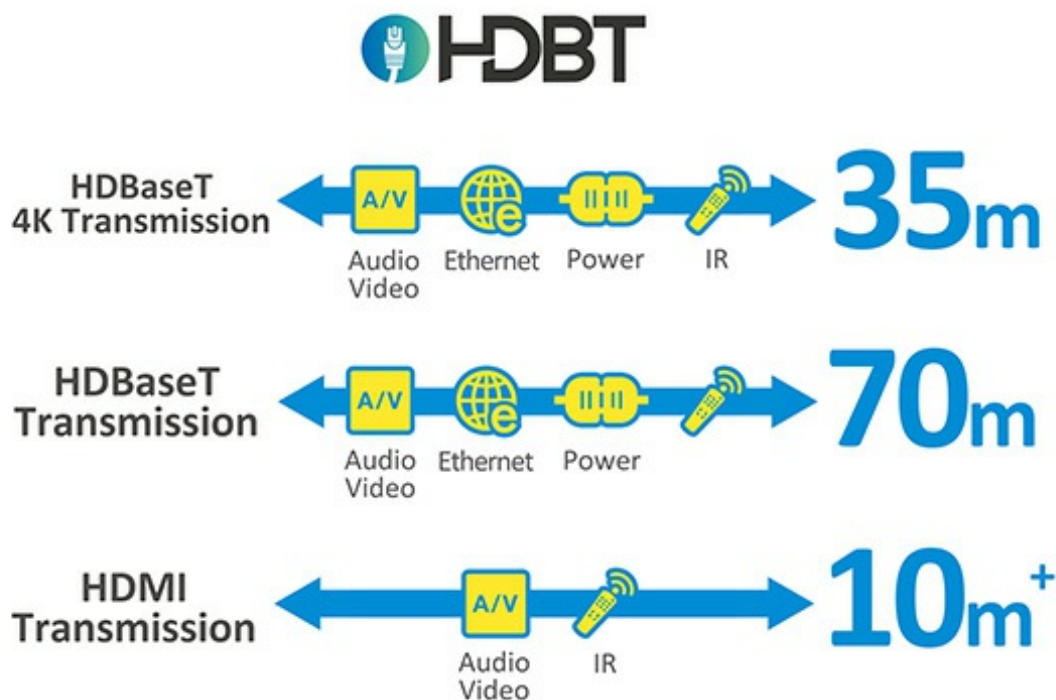 HDBT
HDBaseT
4K Transmission
A/V
e
35m
Audio
Video
Ethernet
Power
IR
HDBaseT
Transmission
A/V
e
70m
Audio
Video
Ethernet
Power
HDMI
Transmission
A/V
10m+
Audio
Video
IR